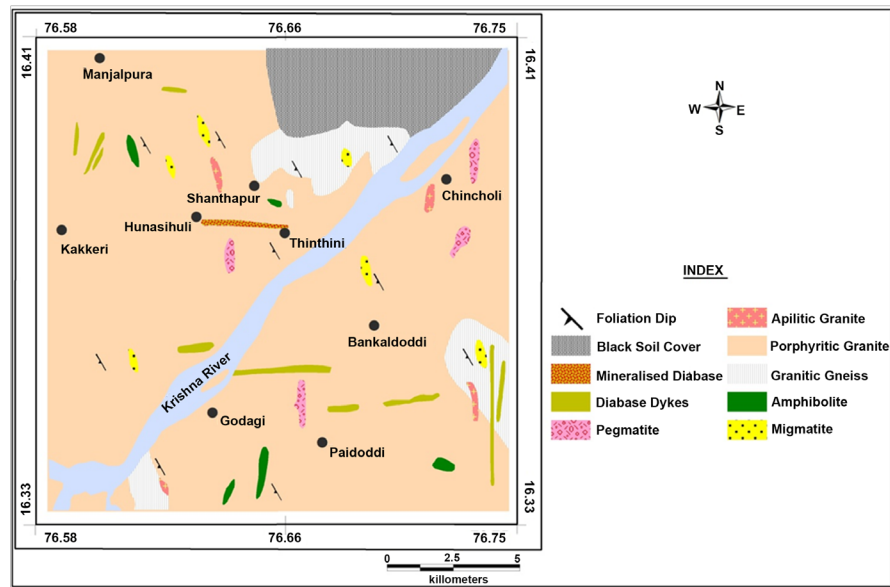 76.58
76.66
76.75
16.41
16.41
Manjalpura
N
W
E
S
Shanthapur
Chincholi
Hunasihuli
Thinthini
Kakkeri
INDEX
Foliation Dip
Apilitic Granite
Black Soil Cover
Porphyritic Granite
Bankaldoddi
Mineralised Diabase
Granitic Gneiss
Krishna River
Diabase Dykes
Amphibolite
Godagi
Pegmatite
Migmatite
Paidoddi
16.33
16.33
76.58
76.66
76.75
0
2.5
5
killometers